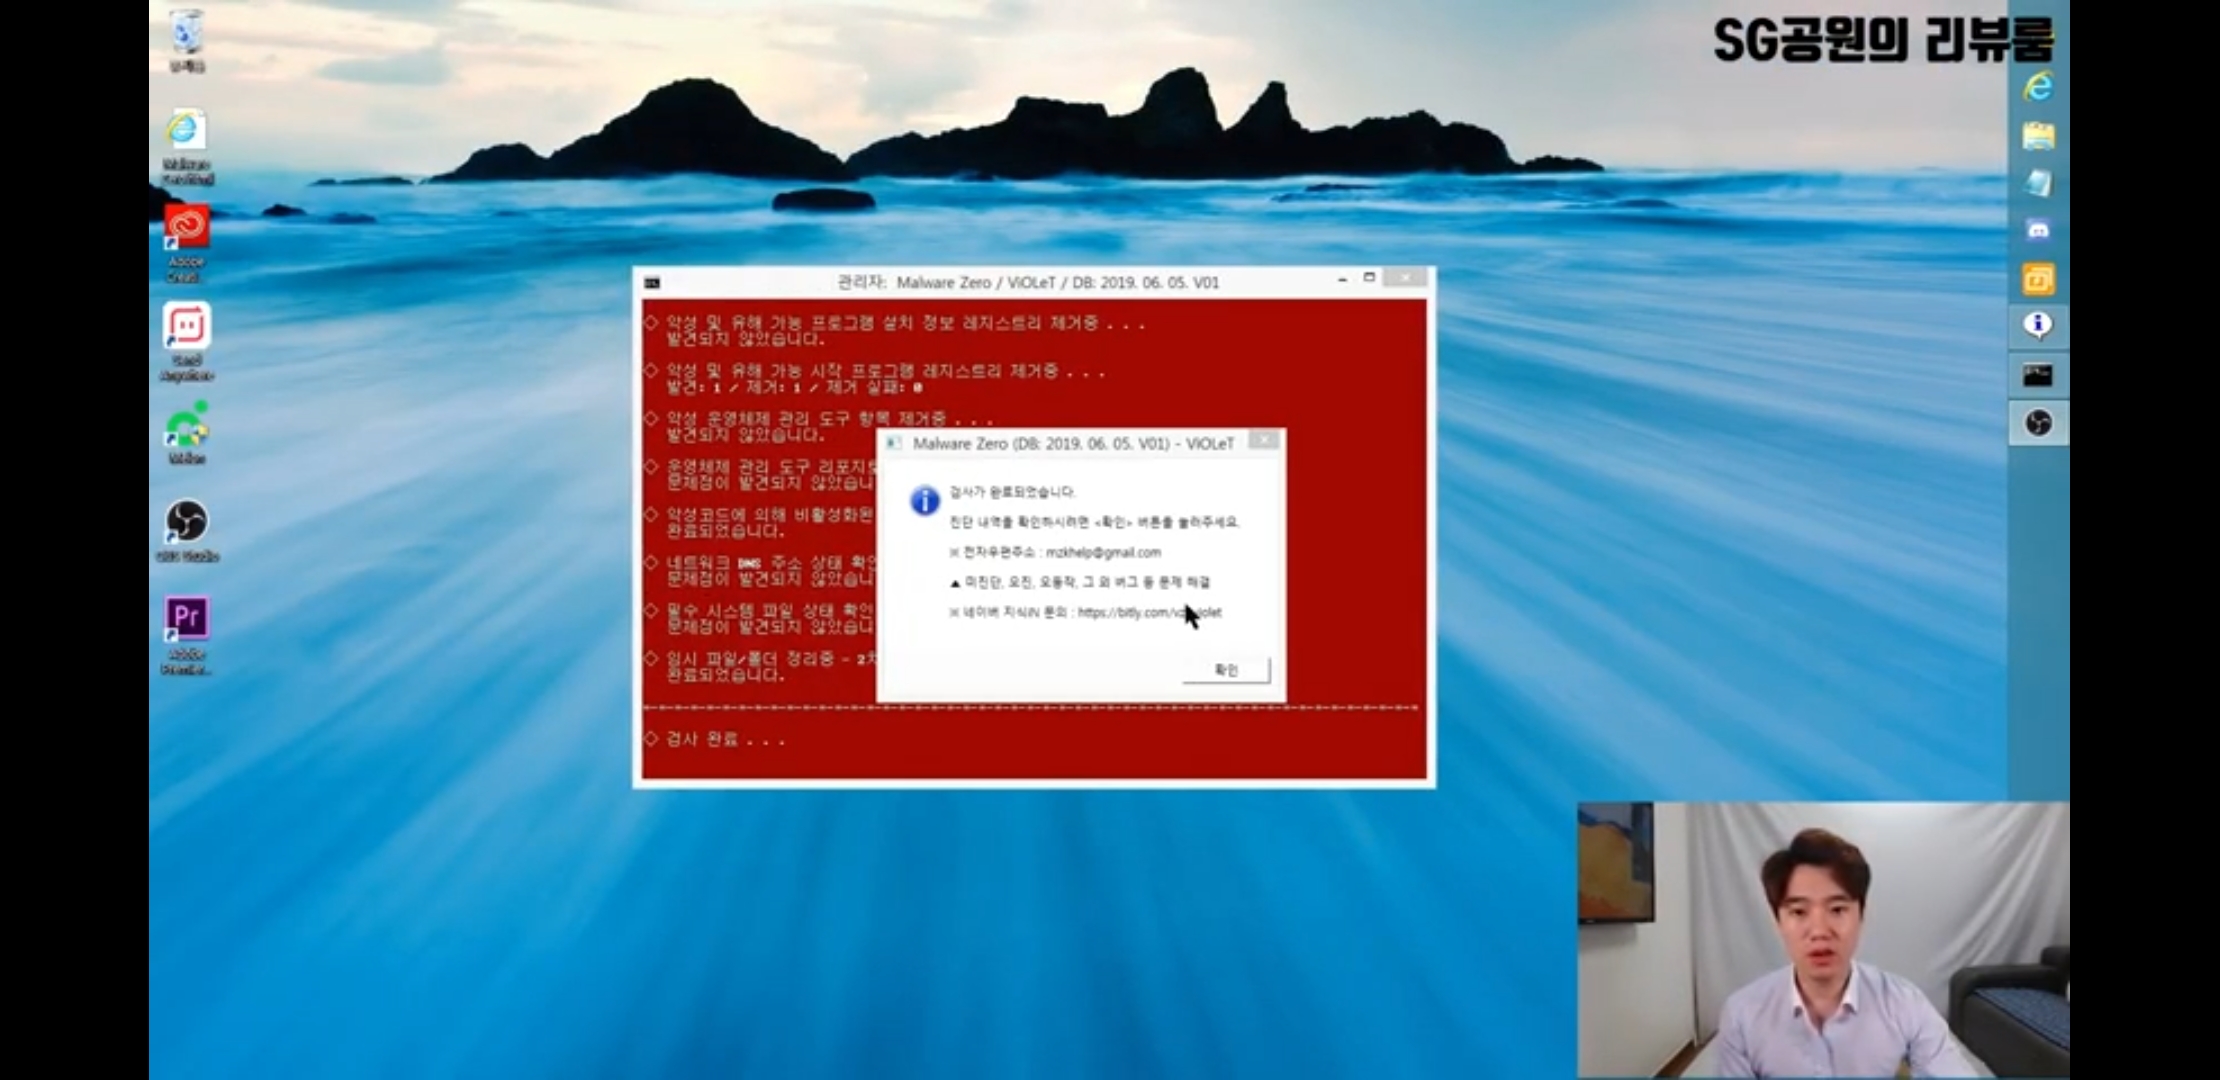 SG공원의 리뷰룸
Malware
Adobe
Creati...
Send
Anywhere
Melon
OBS Studio
Pr
Adobe
Premier...
관리자: Malware Zero / ViOLeT / DB: 2019. 06. 05. V01
◇ 악성 및 유해 가능 프로그램 설치 정보 레지스트리 제거중 . . .
발견되지 않았습니다.
◇ 악성 및 유해 가능 시작 프로그램 레지스트리 제거중 . . .
발견: 1 / 제거: 1 / 제거 실패: 0
◇ 악성 운영체제 관리 도구 항목 제거중 . . .
발견되지 않았습니다.
◇ 운영체제 관리 도구 리포지토
문제점이 발견되지 않았습니
◇ 악성코드에 의해 비활성화된
완료되었습니다.
◇ 네트워크 DNS 주소 상태 확인
문제점이 발견되지 않았습니
◇ 필수 시스템 파일 상태 확인
문제점이 발견되지 않았습니
◇ 임시 파일/폴더 정리중 - 2차
완료되었습니다.
◇ 검사 완료 . . .
Malware Zero (DB: 2019. 06. 05. V01) - ViOLeT
검사가 완료되었습니다.
진단 내역을 확인하시려면 <확인> 버튼을 눌러주세요.
※ 전자우편주소 : mzkhelp@gmail.com
▲ 미진단, 오진, 오동작, 그 외 버그 등 문제 해결
※ 네이버 지식iN 문의 : https://bitly.com/
확인